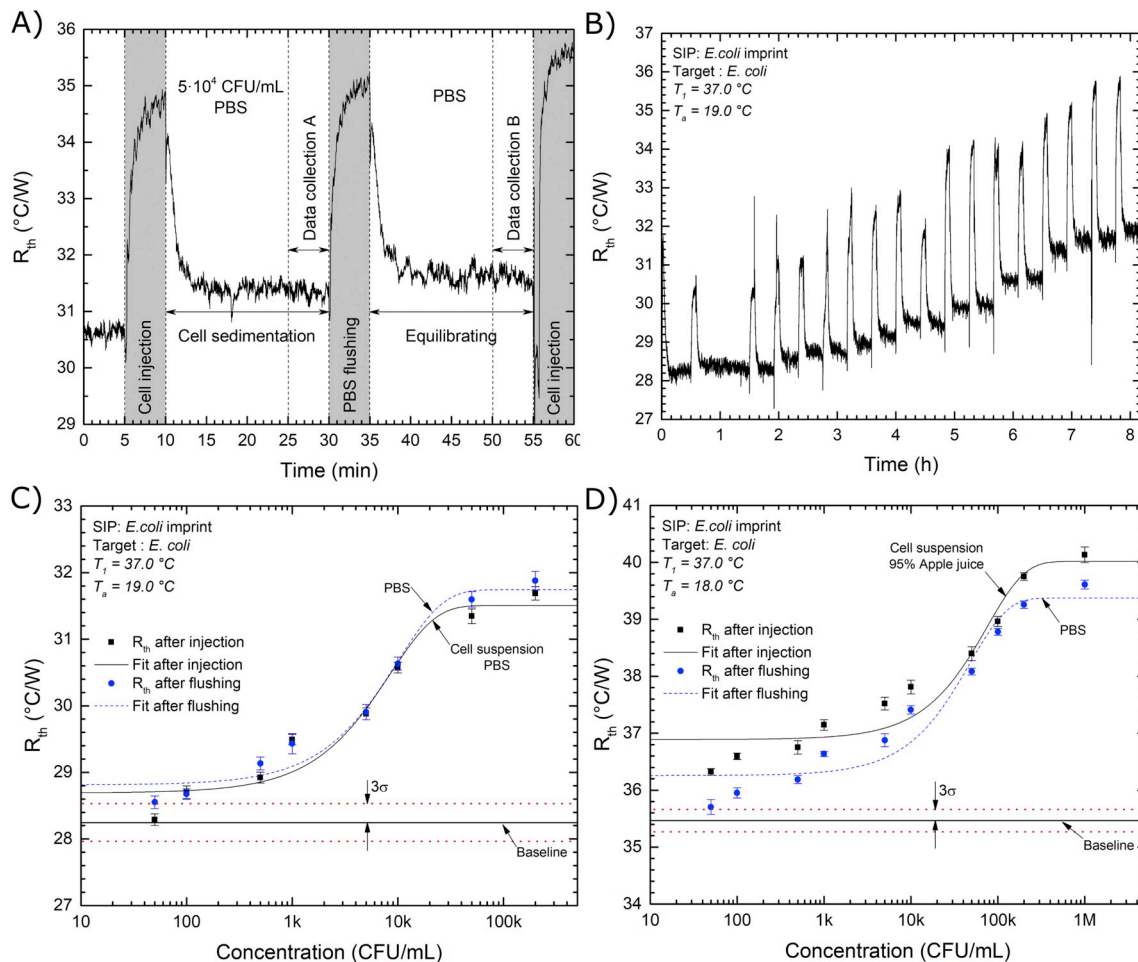 A)
36
35
34
33
32
31
30
29
R_th (°C/W)
5·10⁴ CFU/mL
PBS
PBS
Data collection A
Data collection B
Cell sedimentation
Equilibrating
Cell injection
PBS flushing
Cell injection
0 5 10 15 20 25 30 35 40 45 50 55 60
Time (min)
B)
37
36
35
34
33
32
31
30
29
28
27
R_th (°C/W)
SIP: E.coli imprint
Target : E. coli
T_1 = 37.0 °C
T_a = 19.0 °C
0 1 2 3 4 5 6 7 8
Time (h)
C)
33
32
31
30
29
28
27
R_th (°C/W)
SIP: E.coli imprint
Target: E. coli
T_1 = 37.0 °C
T_a = 19.0 °C
R_th after injection
Fit after injection
R_th after flushing
Fit after flushing
PBS
Cell suspension
PBS
3σ
Baseline
10 100 1k 10k 100k
Concentration (CFU/mL)
D)
41
40
39
38
37
36
35
34
R_th (°C/W)
SIP: E.coli imprint
Target: E. coli
T_1 = 37.0 °C
T_a = 18.0 °C
Cell suspension
95% Apple juice
R_th after injection
Fit after injection
R_th after flushing
Fit after flushing
PBS
3σ
Baseline
10 100 1k 10k 100k 1M
Concentration (CFU/mL)